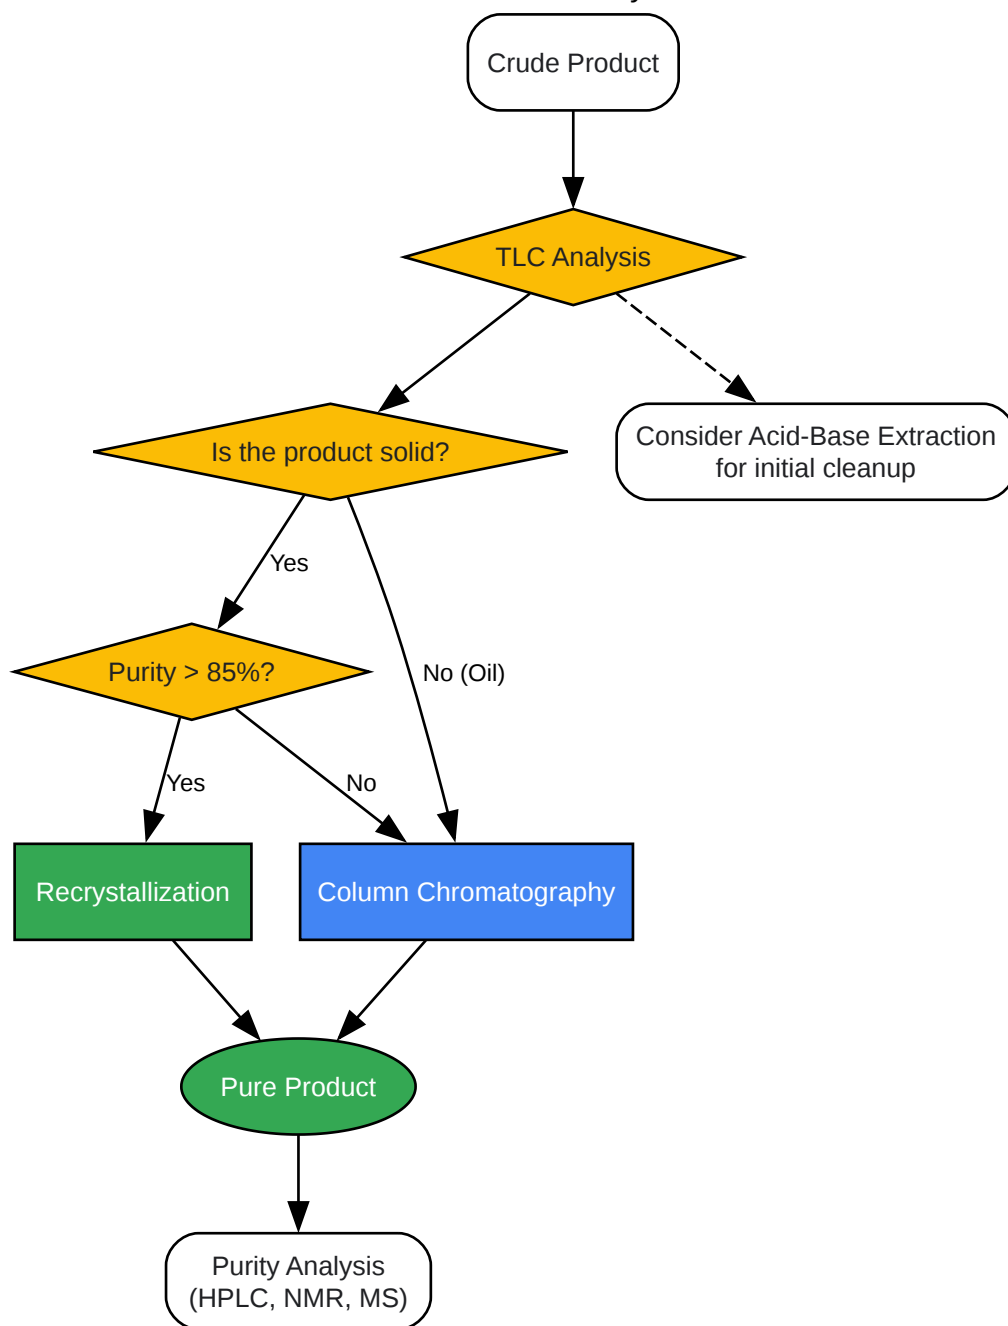 Crude Product
TLC Analysis
Is the product solid?
Consider Acid-Base Extraction
for initial cleanup
Yes
Purity > 85%?
No (Oil)
Yes
No
Recrystallization
Column Chromatography
Pure Product
Purity Analysis
(HPLC, NMR, MS)